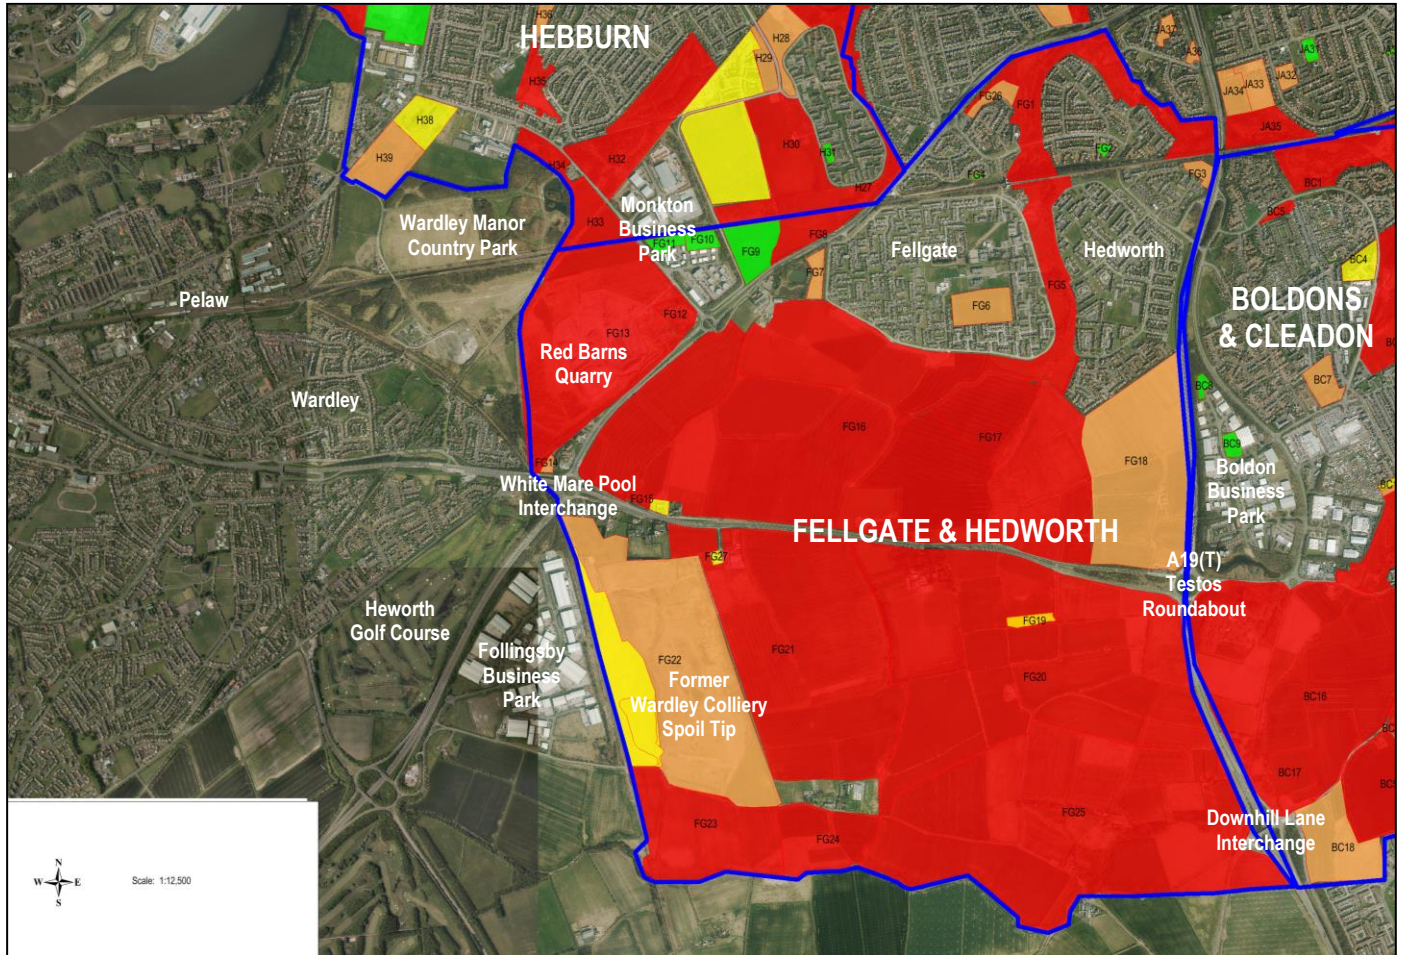 H36
HEBBURN
H28
H29
H35
H38
H39
H34
H32
H30
H31
H27
H33
JA37
JA36
JA31
JA32
JA33
JA34
JA35
FG26
FG1
FG2
FG3
FG4
BC1
BC5
BC4
Wardley Manor
Country Park
Monkton
Business
Park
FG11
FG10
FG9
FG8
FG7
Fellgate
Hedworth
FG5
FG6
Pelaw
BOLDONS
& CLEADON
FG12
FG13
Red Barns
Quarry
Wardley
BC7
BC8
BC9
FG16
FG17
FG18
Boldon
Business
Park
FG14
White Mare Pool
Interchange
FELLGATE & HEDWORTH
FG27
A19(T)
Testos
Roundabout
Heworth
Golf Course
Follingsby
Business
Park
FG19
FG22
FG21
FG20
Former
Wardley Colliery
Spoil Tip
BC16
BC17
FG23
FG24
FG25
Downhill Lane
Interchange
BC18
N
W E
S
Scale: 1:12,500